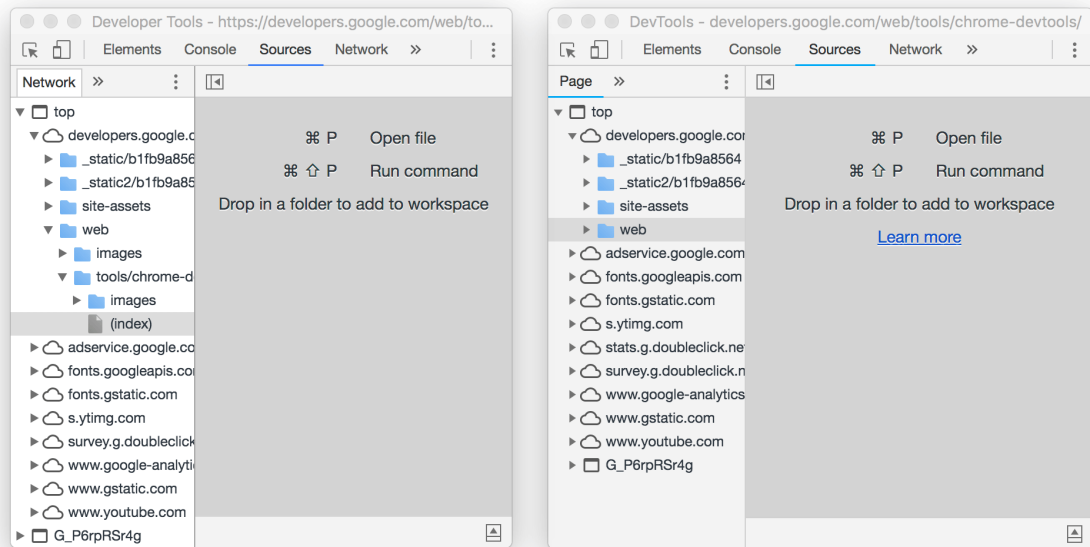 Developer Tools - https://developers.google.com/web/to...
Elements Console Sources Network »
Network »
top
developers.google.c
_static/b1fb9a856
_static2/b1fb9a85
site-assets
web
images
tools/chrome-d
images
(index)
adservice.google.co
fonts.googleapis.co
fonts.gstatic.com
s.ytimg.com
survey.g.doubleclick
www.google-analytic
www.gstatic.com
www.youtube.com
G_P6rpRSr4g
⌘ P Open file
⌘ ⇧ P Run command
Drop in a folder to add to workspace
DevTools - developers.google.com/web/tools/chrome-devtools/
Elements Console Sources Network »
Page »
top
developers.google.com
_static/b1fb9a8564
_static2/b1fb9a8564
site-assets
web
adservice.google.com
fonts.googleapis.com
fonts.gstatic.com
s.ytimg.com
stats.g.doubleclick.ne
survey.g.doubleclick.n
www.google-analytics
www.gstatic.com
www.youtube.com
G_P6rpRSr4g
⌘ P Open file
⌘ ⇧ P Run command
Drop in a folder to add to workspace
Learn more